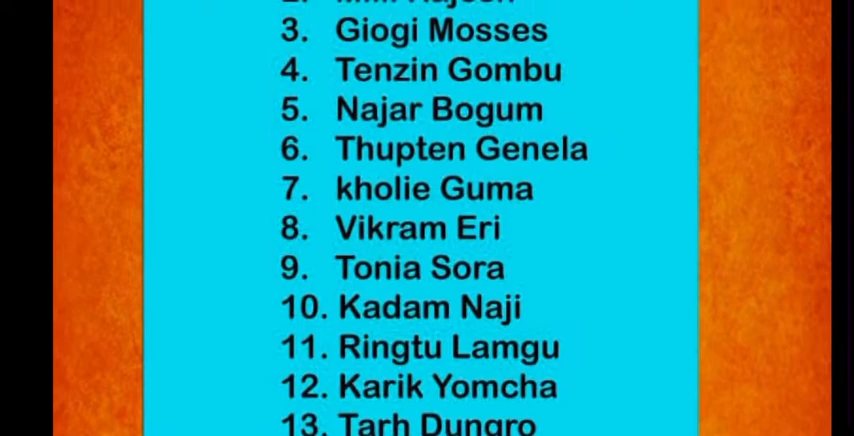 3. Giogi Mosses
4. Tenzin Gombu
5. Najar Bogum
6. Thupten Genela
7. kholie Guma
8. Vikram Eri
9. Tonia Sora
10. Kadam Naji
11. Ringtu Lamgu
12. Karik Yomcha
13. Tarh Dungro